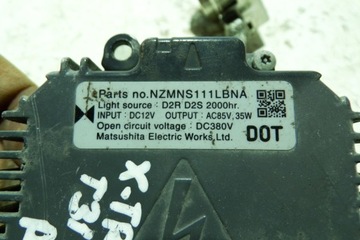 Parts no.NZMNS111LBNA
Light source : D2R D2S 2000hr.
INPUT : DC12V OUTPUT : AC85V, 35W
Open circuit voltage : DC380V
Matsushita Electric Works,Ltd. DOT
X-TR
T31